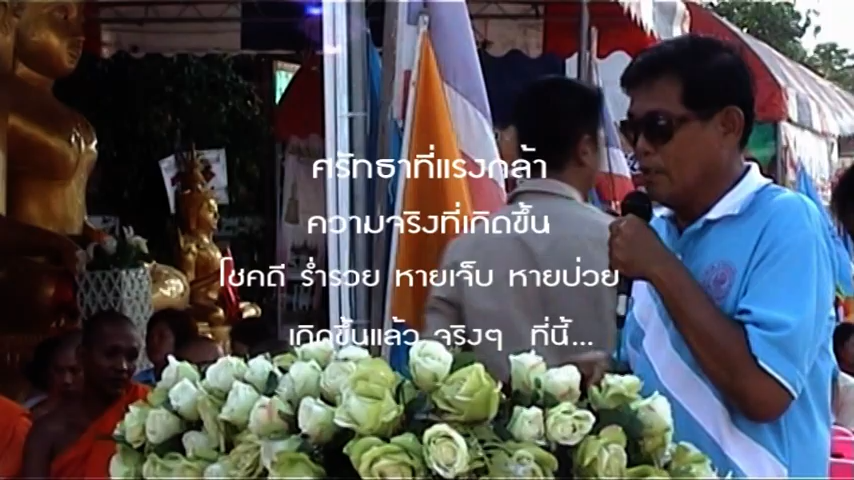 ศรัทธาที่แรงกล้า
ความจริงที่เกิดขึ้น
โชคดี ร่ำรวย หายเจ็บ หายป่วย
เกิดขึ้นแล้ว จริงๆ ที่นี้...